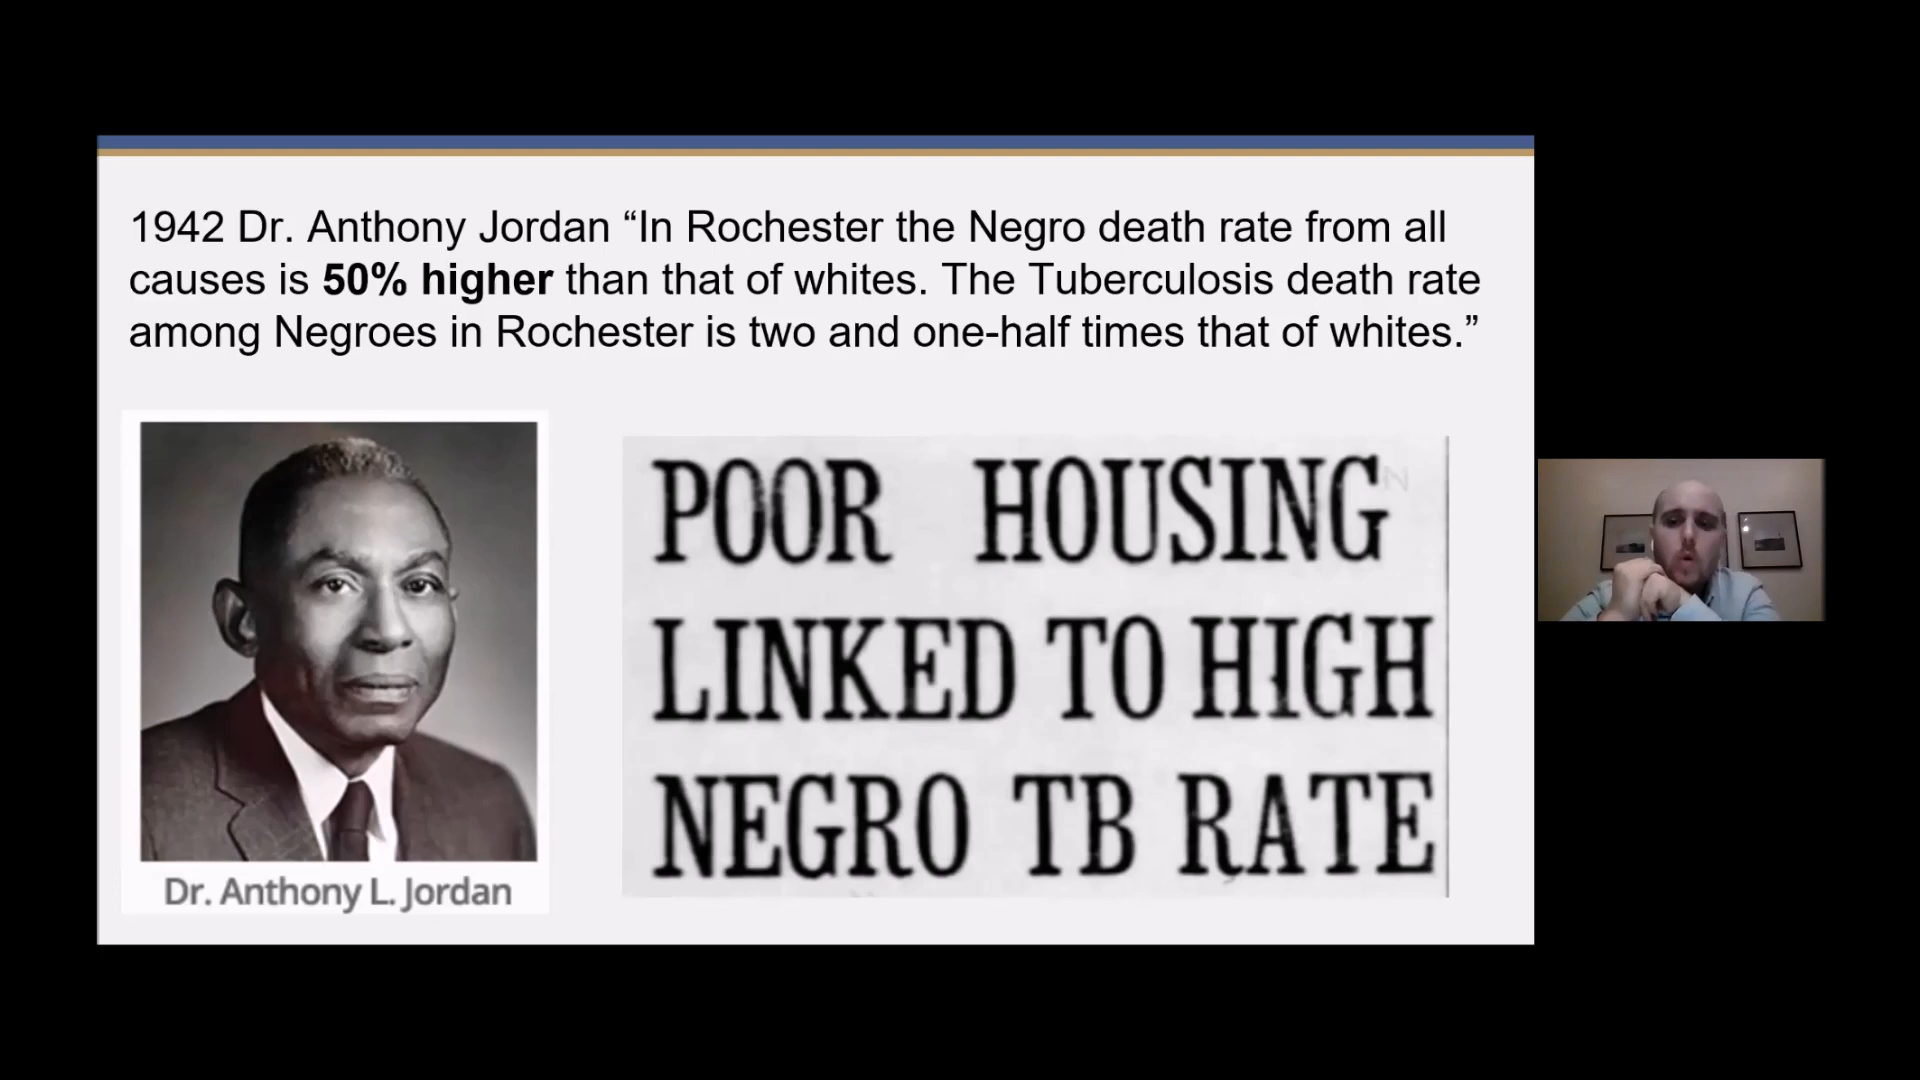 1942 Dr. Anthony Jordan “In Rochester the Negro death rate from all
causes is 50% higher than that of whites. The Tuberculosis death rate
among Negroes in Rochester is two and one-half times that of whites.”
Dr. Anthony L. Jordan
POOR HOUSING
LINKED TO HIGH
NEGRO TB RATE